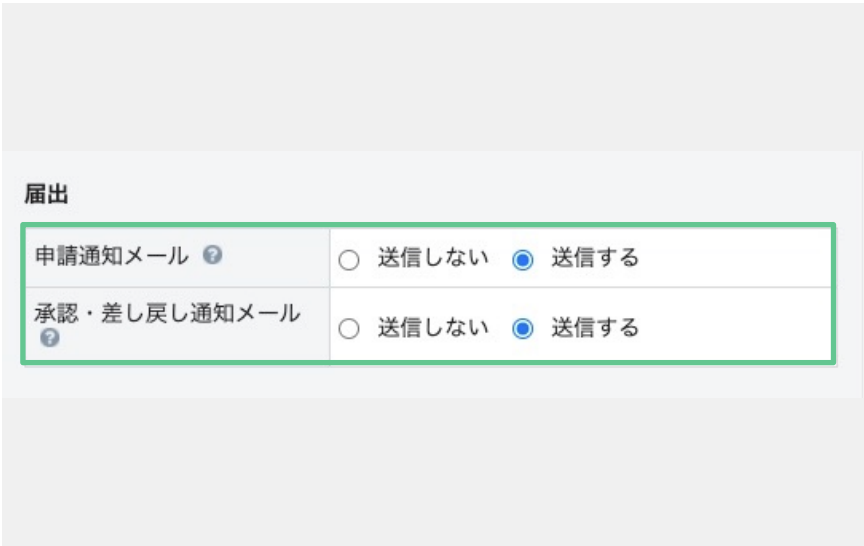 届出
申請通知メール ?
送信しない 送信する
承認・差し戻し通知メール
?
送信しない 送信する